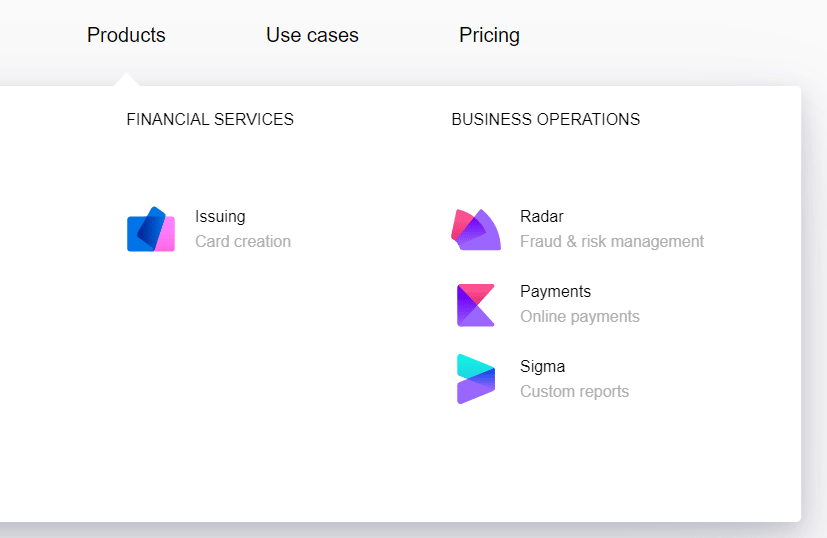 Products Use cases Pricing
FINANCIAL SERVICES
Issuing
Card creation
BUSINESS OPERATIONS
Radar
Fraud & risk management
Payments
Online payments
Sigma
Custom reports